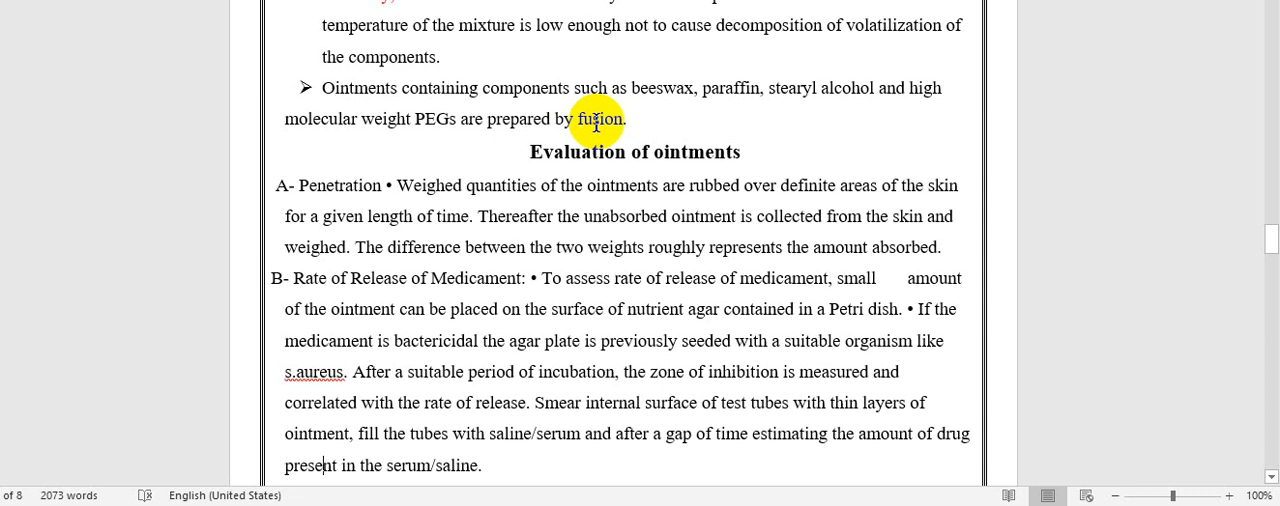 temperature of the mixture is low enough not to cause decomposition of volatilization of
the components.
➢ Ointments containing components such as beeswax, paraffin, stearyl alcohol and high
molecular weight PEGs are prepared by fusion.
Evaluation of ointments
A- Penetration • Weighed quantities of the ointments are rubbed over definite areas of the skin
for a given length of time. Thereafter the unabsorbed ointment is collected from the skin and
weighed. The difference between the two weights roughly represents the amount absorbed.
B- Rate of Release of Medicament: • To assess rate of release of medicament, small amount
of the ointment can be placed on the surface of nutrient agar contained in a Petri dish. • If the
medicament is bactericidal the agar plate is previously seeded with a suitable organism like
s.aureus. After a suitable period of incubation, the zone of inhibition is measured and
correlated with the rate of release. Smear internal surface of test tubes with thin layers of
ointment, fill the tubes with saline/serum and after a gap of time estimating the amount of drug
present in the serum/saline.
of 8 2073 words English (United States) 100%